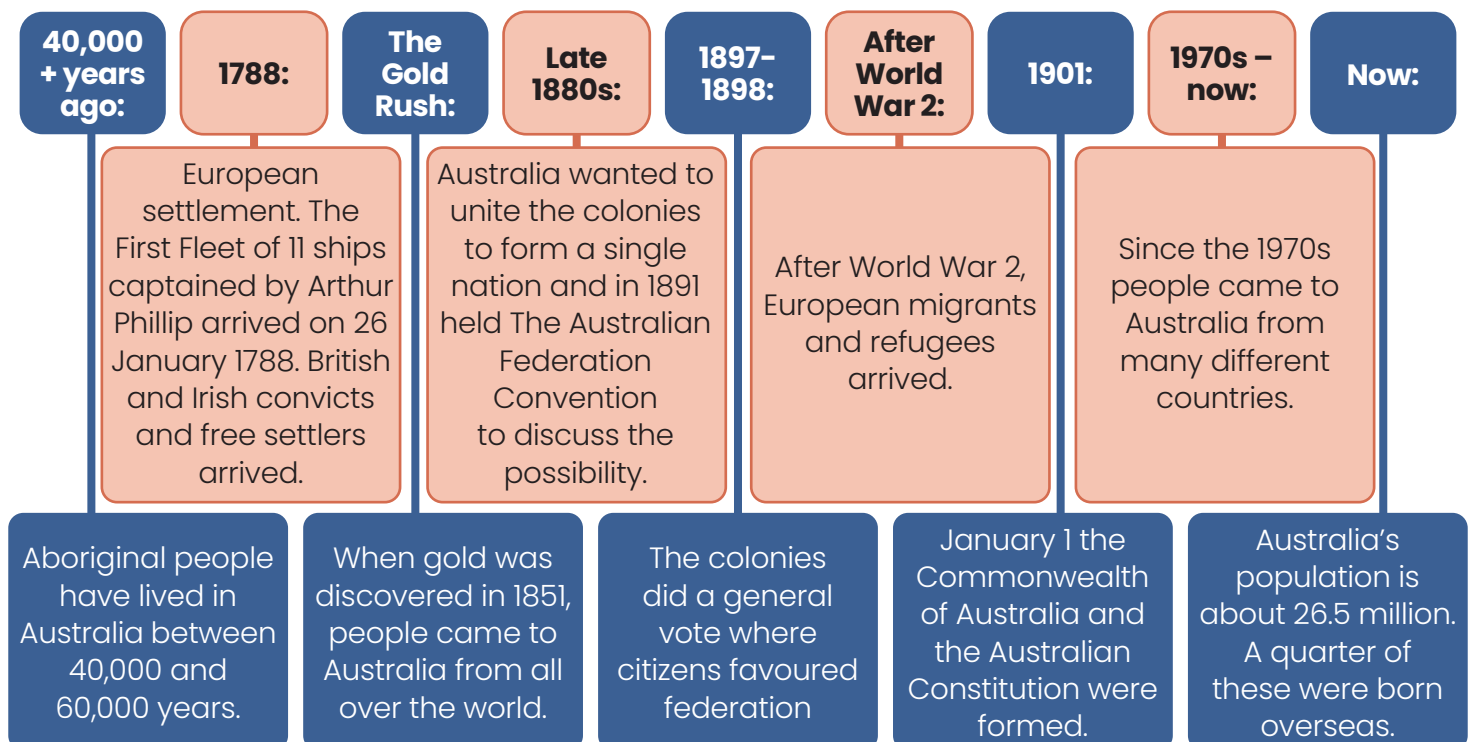 40,000
+ years
ago:
1788:
The
Gold
Rush:
Late
1880s:
1897–
1898:
After
World
War 2:
1901:
1970s –
now:
Now:
European
settlement. The
First Fleet of 11 ships
captained by Arthur
Phillip arrived on 26
January 1788. British
and Irish convicts
and free settlers
arrived.
Australia wanted to
unite the colonies
to form a single
nation and in 1891
held The Australian
Federation
Convention
to discuss the
possibility.
After World War 2,
European migrants
and refugees
arrived.
Since the 1970s
people came to
Australia from
many different
countries.
Aboriginal people
have lived in
Australia between
40,000 and
60,000 years.
When gold was
discovered in 1851,
people came to
Australia from all
over the world.
The colonies
did a general
vote where
citizens favoured
federation
January 1 the
Commonwealth
of Australia and
the Australian
Constitution were
formed.
Australia’s
population is
about 26.5 million.
A quarter of
these were born
overseas.